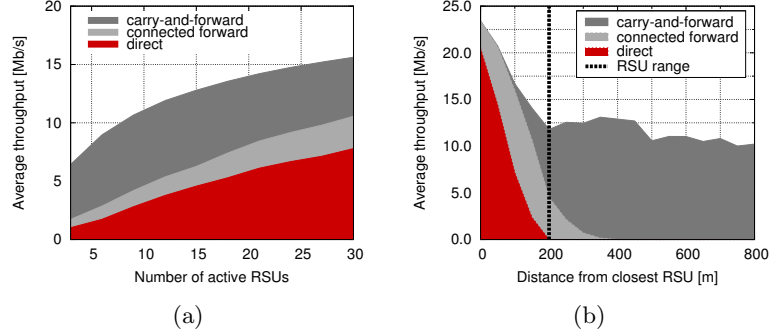 20
15
10
5
0
Average throughput [Mb/s]
carry-and-forward
connected forward
direct
5 10 15 20 25 30
Number of active RSUs
(a)
25.0
20.0
15.0
10.0
5.0
0.0
Average throughput [Mb/s]
carry-and-forward
connected forward
direct
RSU range
0 200 400 600 800
Distance from closest RSU [m]
(b)